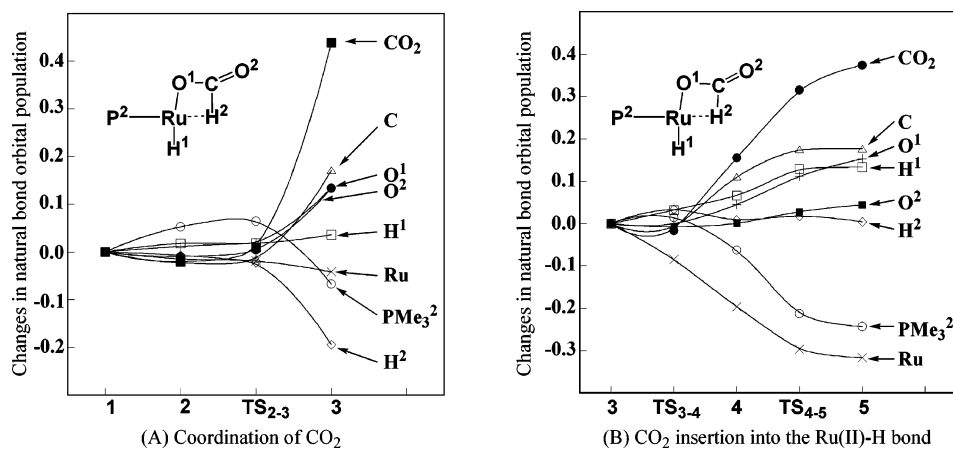 Changes in natural bond orbital population
0.4
0.3
0.2
0.1
0.0
-0.1
-0.2
O¹ C O²
P² Ru H²
H¹
CO₂
C
O¹
O²
H¹
Ru
PMe₃²
H²
1 2 TS₂₋₃ 3
(A) Coordination of CO₂
Changes in natural bond orbital population
0.4
0.3
0.2
0.1
0.0
-0.1
-0.2
-0.3
O¹ C O²
P² Ru H²
H¹
CO₂
C
O¹
H¹
O²
H²
PMe₃²
Ru
3 TS₃₋₄ 4 TS₄₋₅ 5
(B) CO₂ insertion into the Ru(II)-H bond